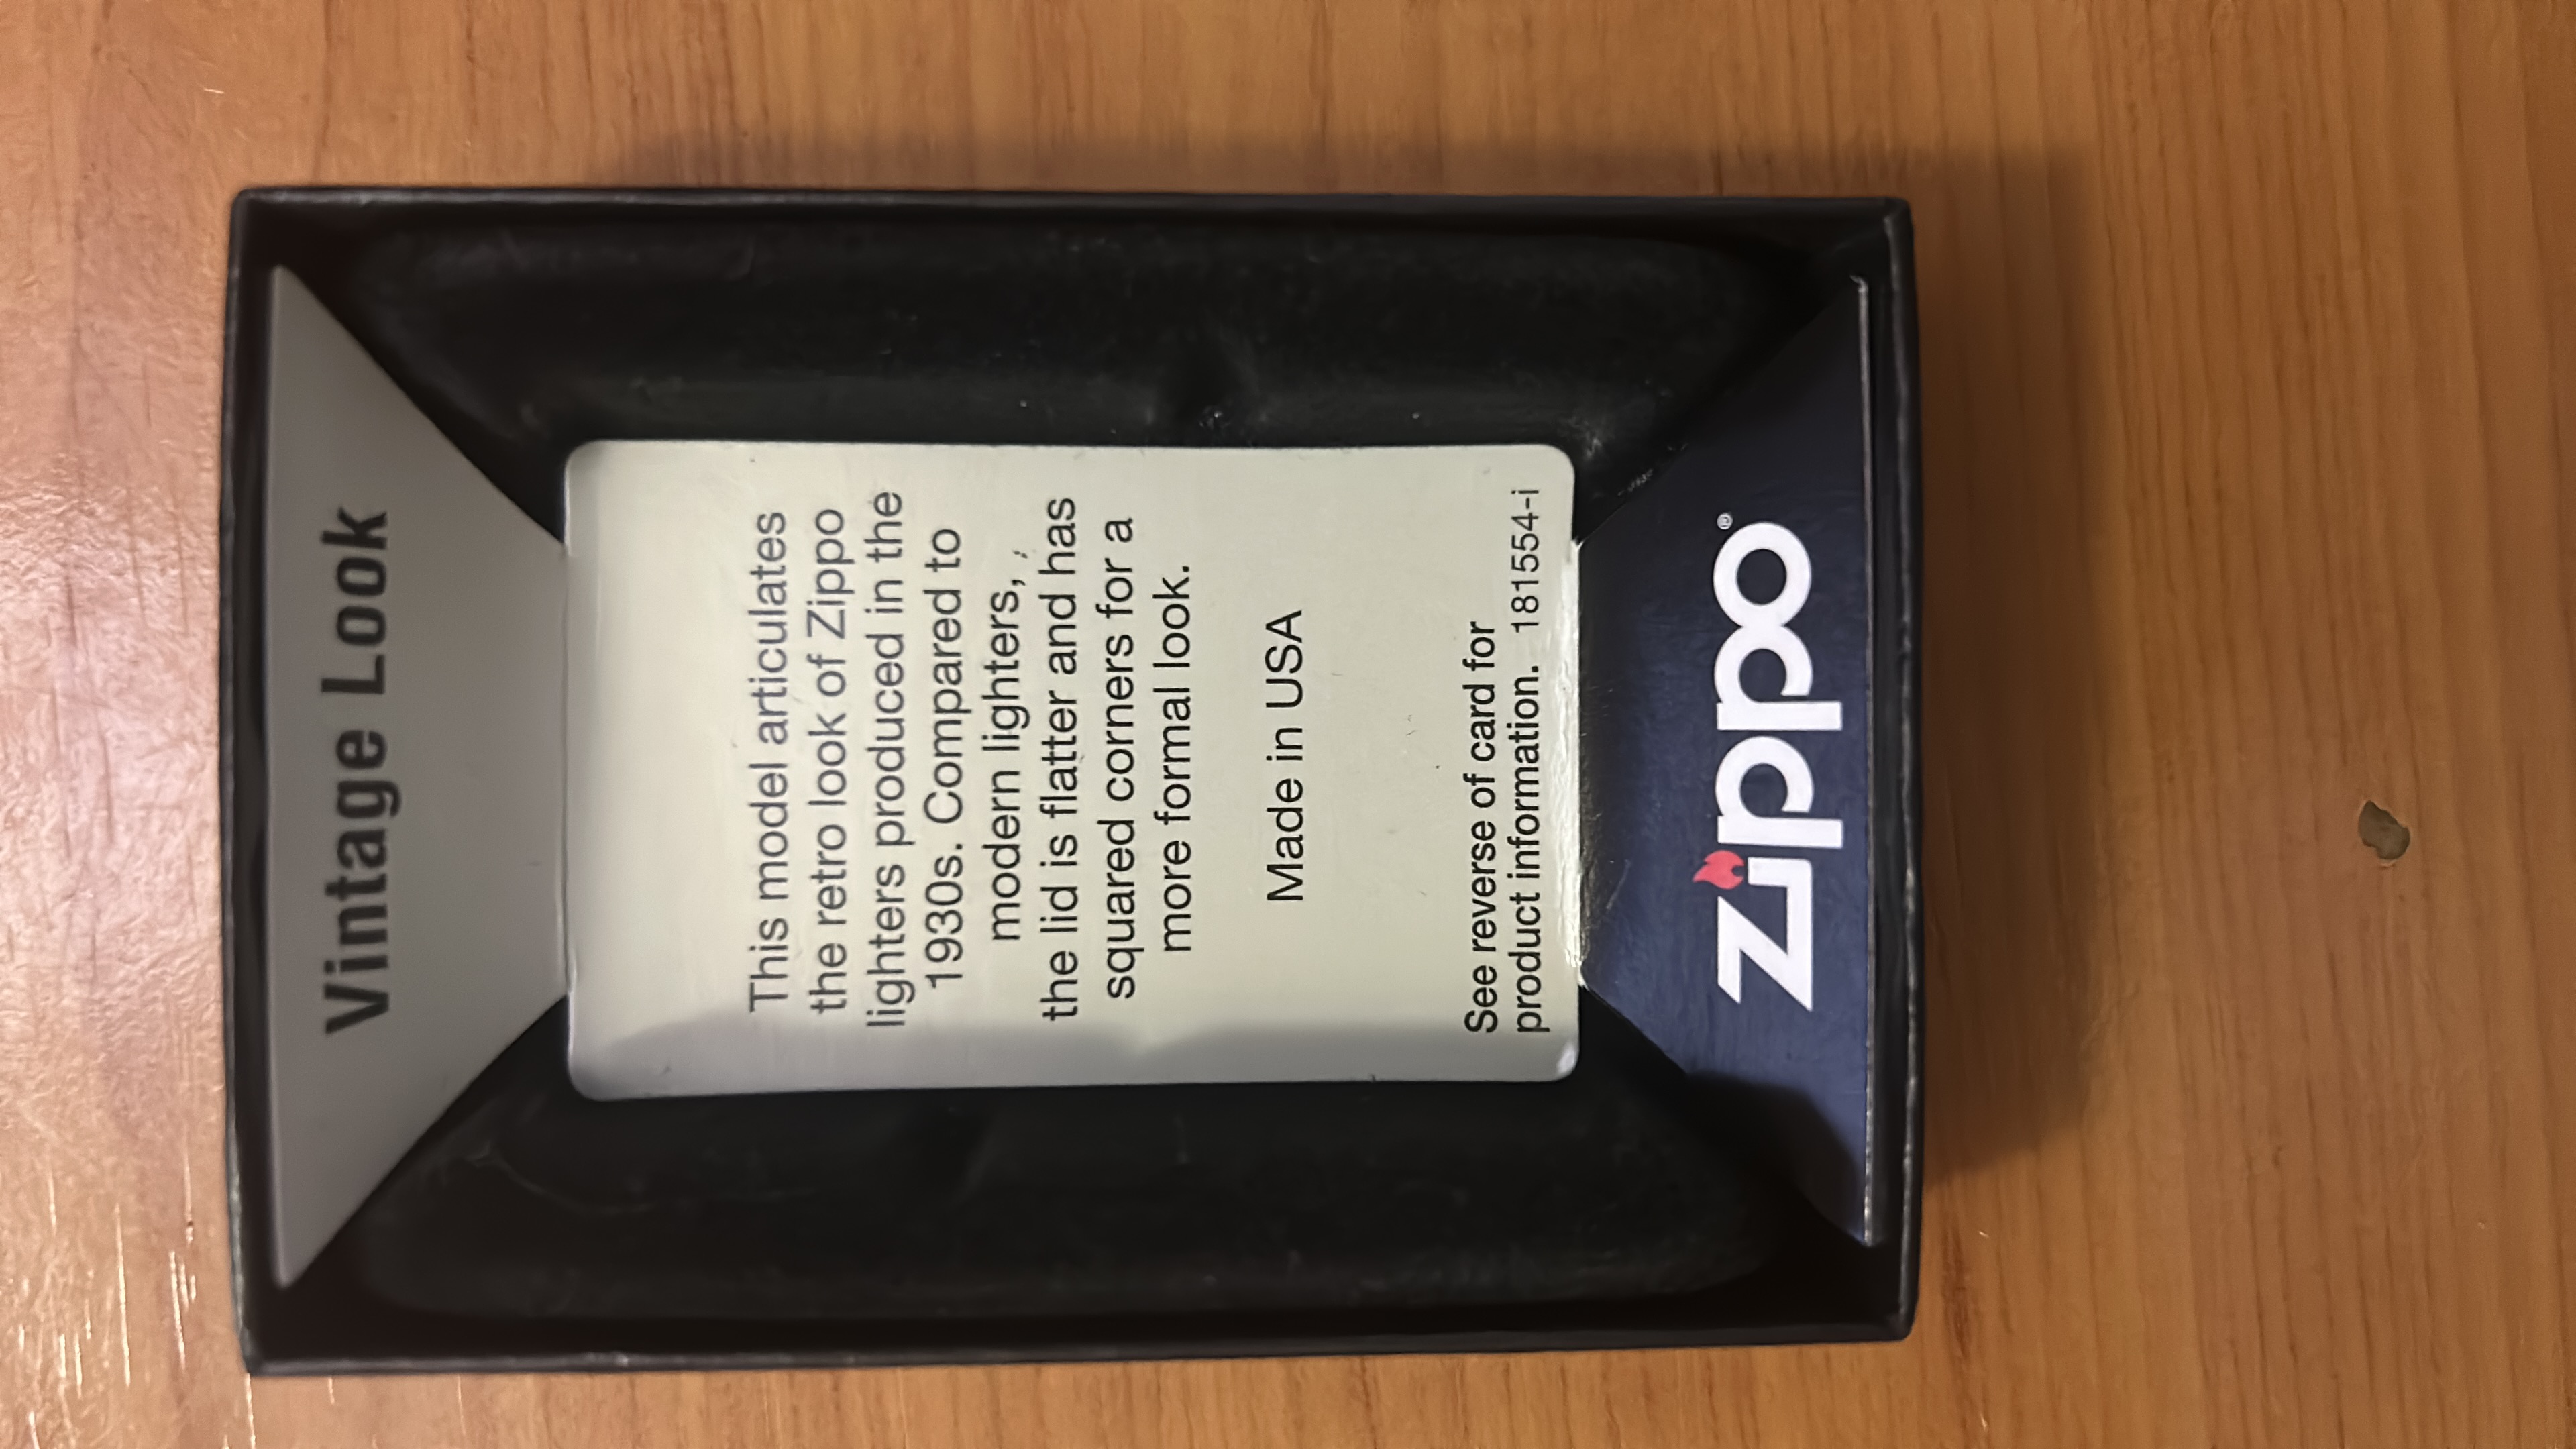 Vintage Look
This model articulates
the retro look of Zippo
lighters produced in the
1930s. Compared to
modern lighters,
the lid is flatter and has
squared corners for a
more formal look.
Made in USA
See reverse of card for
product information. 181554-i
zippo®